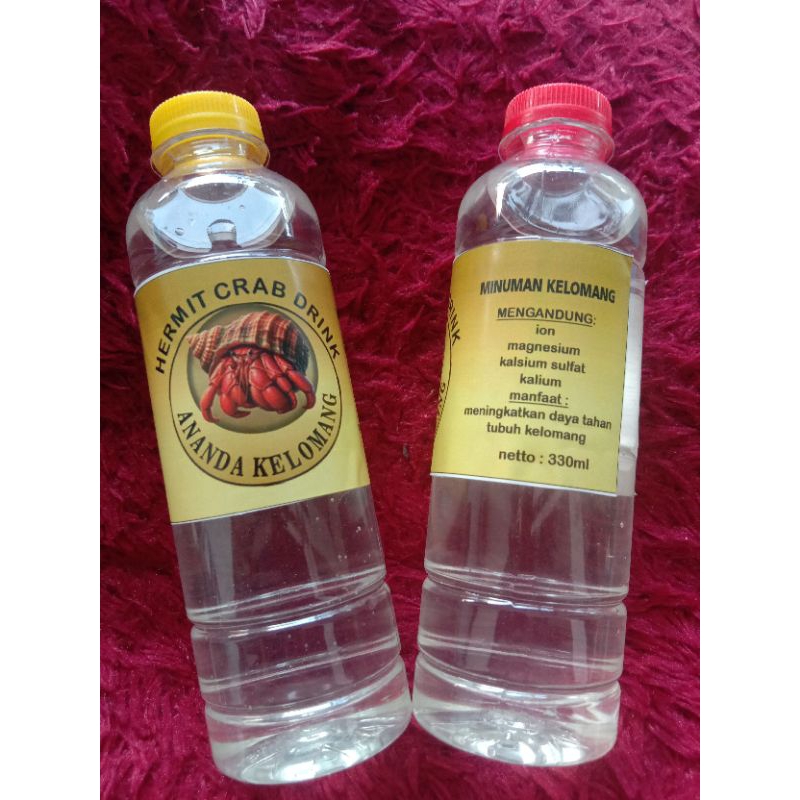 HERMIT CRAB DRINK
ANANDA KELOMANG
MINUMAN KELOMANG
MENGANDUNG:
ion
magnesium
kalsium sulfat
kalium
manfaat :
meningkatkan daya tahan
tubuh kelomang
netto : 330ml